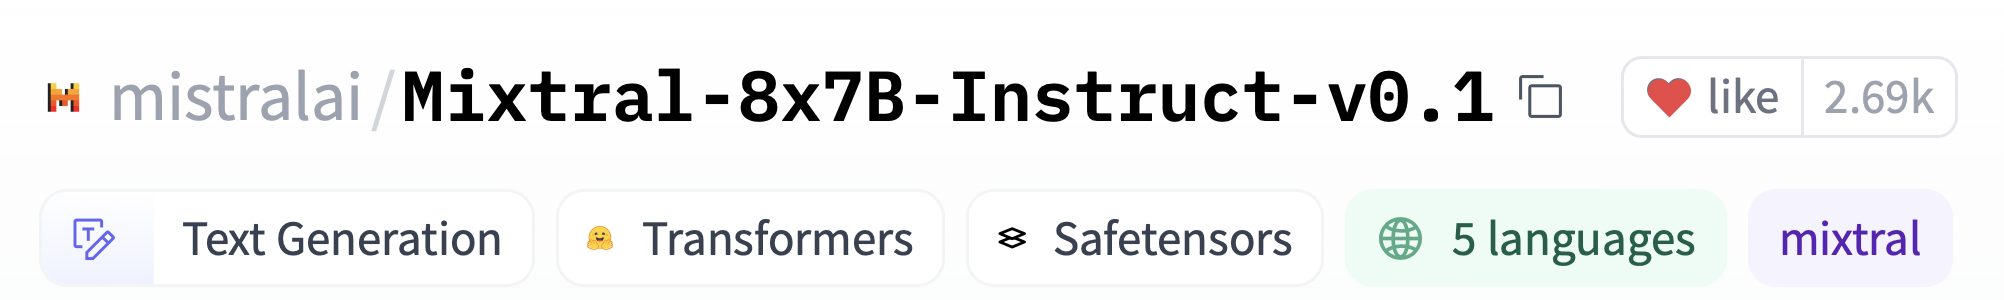 mistralai/Mixtral-8x7B-Instruct-v0.1 like 2.69k
Text Generation Transformers Safetensors 5 languages mixtral